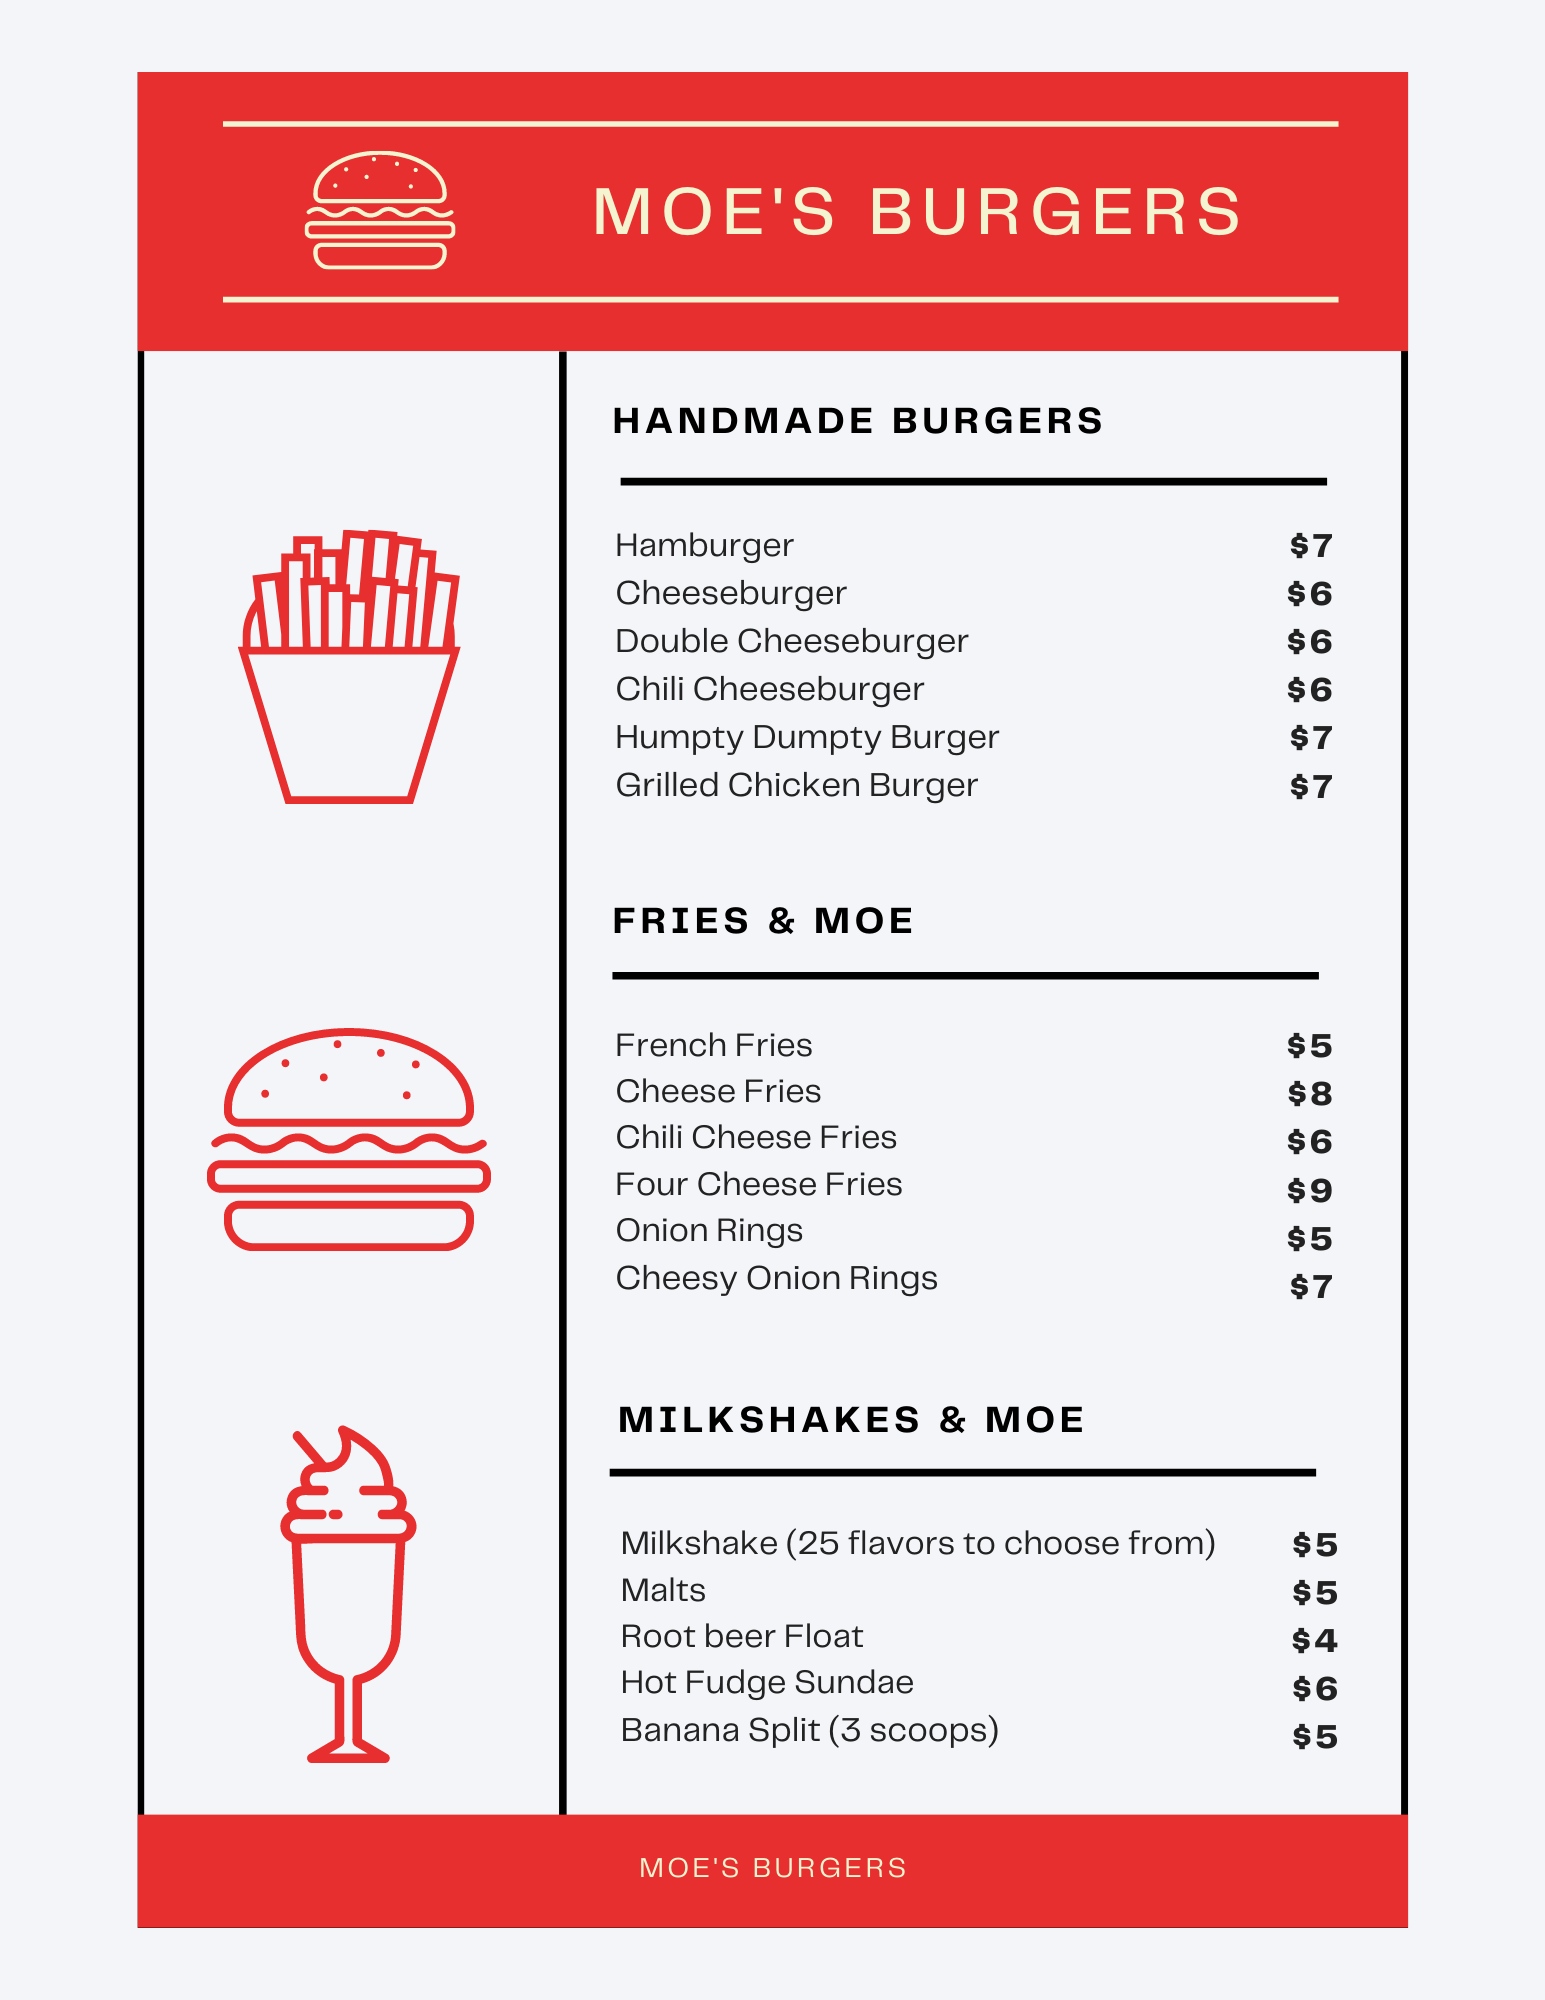 MOE'S BURGERS
HANDMADE BURGERS
Hamburger $7
Cheeseburger $6
Double Cheeseburger $6
Chili Cheeseburger $6
Humpty Dumpty Burger $7
Grilled Chicken Burger $7
FRIES & MOE
French Fries $5
Cheese Fries $8
Chili Cheese Fries $6
Four Cheese Fries $9
Onion Rings $5
Cheesy Onion Rings $7
MILKSHAKES & MOE
Milkshake (25 flavors to choose from) $5
Malts $5
Root beer Float $4
Hot Fudge Sundae $6
Banana Split (3 scoops) $5
MOE'S BURGERS